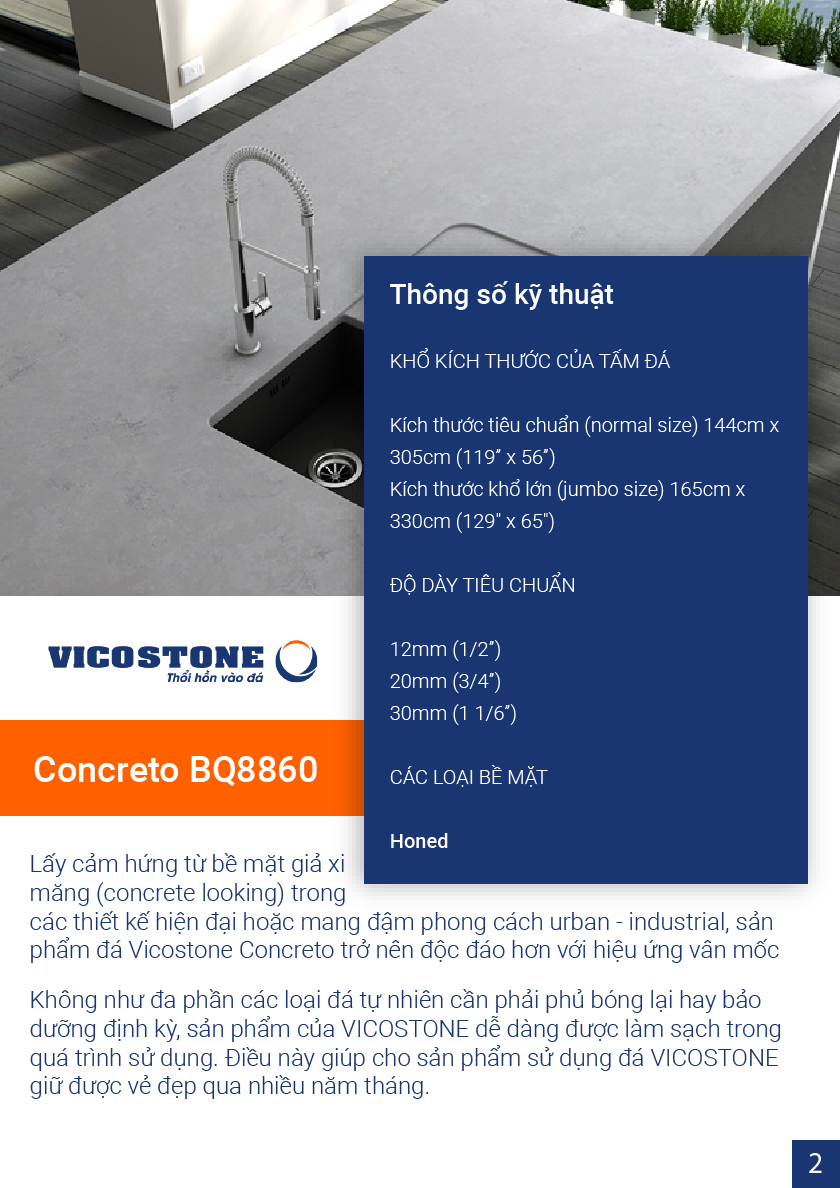 Thông số kỹ thuật
KHỔ KÍCH THƯỚC CỦA TẤM ĐÁ
Kích thước tiêu chuẩn (normal size) 144cm x
305cm (119” x 56”)
Kích thước khổ lớn (jumbo size) 165cm x
330cm (129" x 65")
ĐỘ DÀY TIÊU CHUẨN
12mm (1/2”)
20mm (3/4”)
30mm (1 1/6”)
CÁC LOẠI BỀ MẶT
Honed
VICOSTONE
Thổi hồn vào đá
Concreto BQ8860
Lấy cảm hứng từ bề mặt giả xi
măng (concrete looking) trong
các thiết kế hiện đại hoặc mang đậm phong cách urban - industrial, sản
phẩm đá Vicostone Concreto trở nên độc đáo hơn với hiệu ứng vân mốc
Không như đa phần các loại đá tự nhiên cần phải phủ bóng lại hay bảo
dưỡng định kỳ, sản phẩm của VICOSTONE dễ dàng được làm sạch trong
quá trình sử dụng. Điều này giúp cho sản phẩm sử dụng đá VICOSTONE
giữ được vẻ đẹp qua nhiều năm tháng.
2